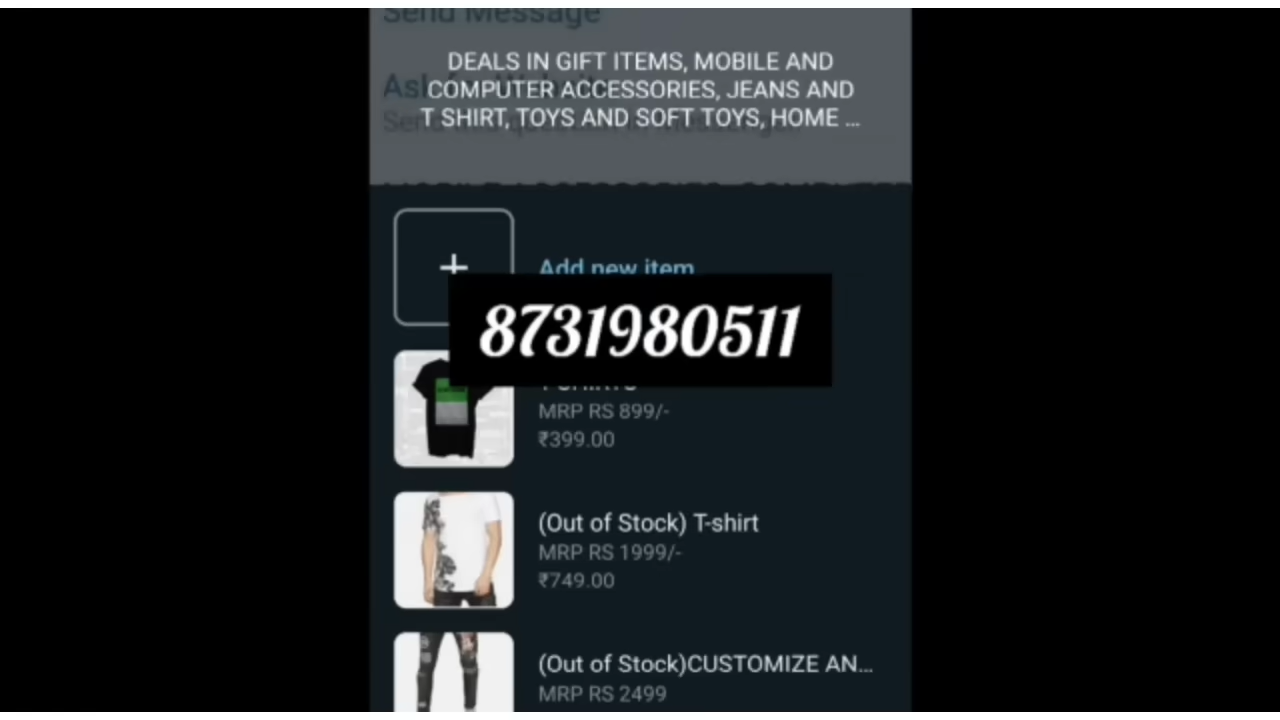 Send Message
DEALS IN GIFT ITEMS, MOBILE AND
COMPUTER ACCESSORIES, JEANS AND
T SHIRT, TOYS AND SOFT TOYS, HOME ...
Add new item
8731980511
MRP RS 899/-
₹399.00
(Out of Stock) T-shirt
MRP RS 1999/-
₹749.00
(Out of Stock)CUSTOMIZE AN...
MRP RS 2499